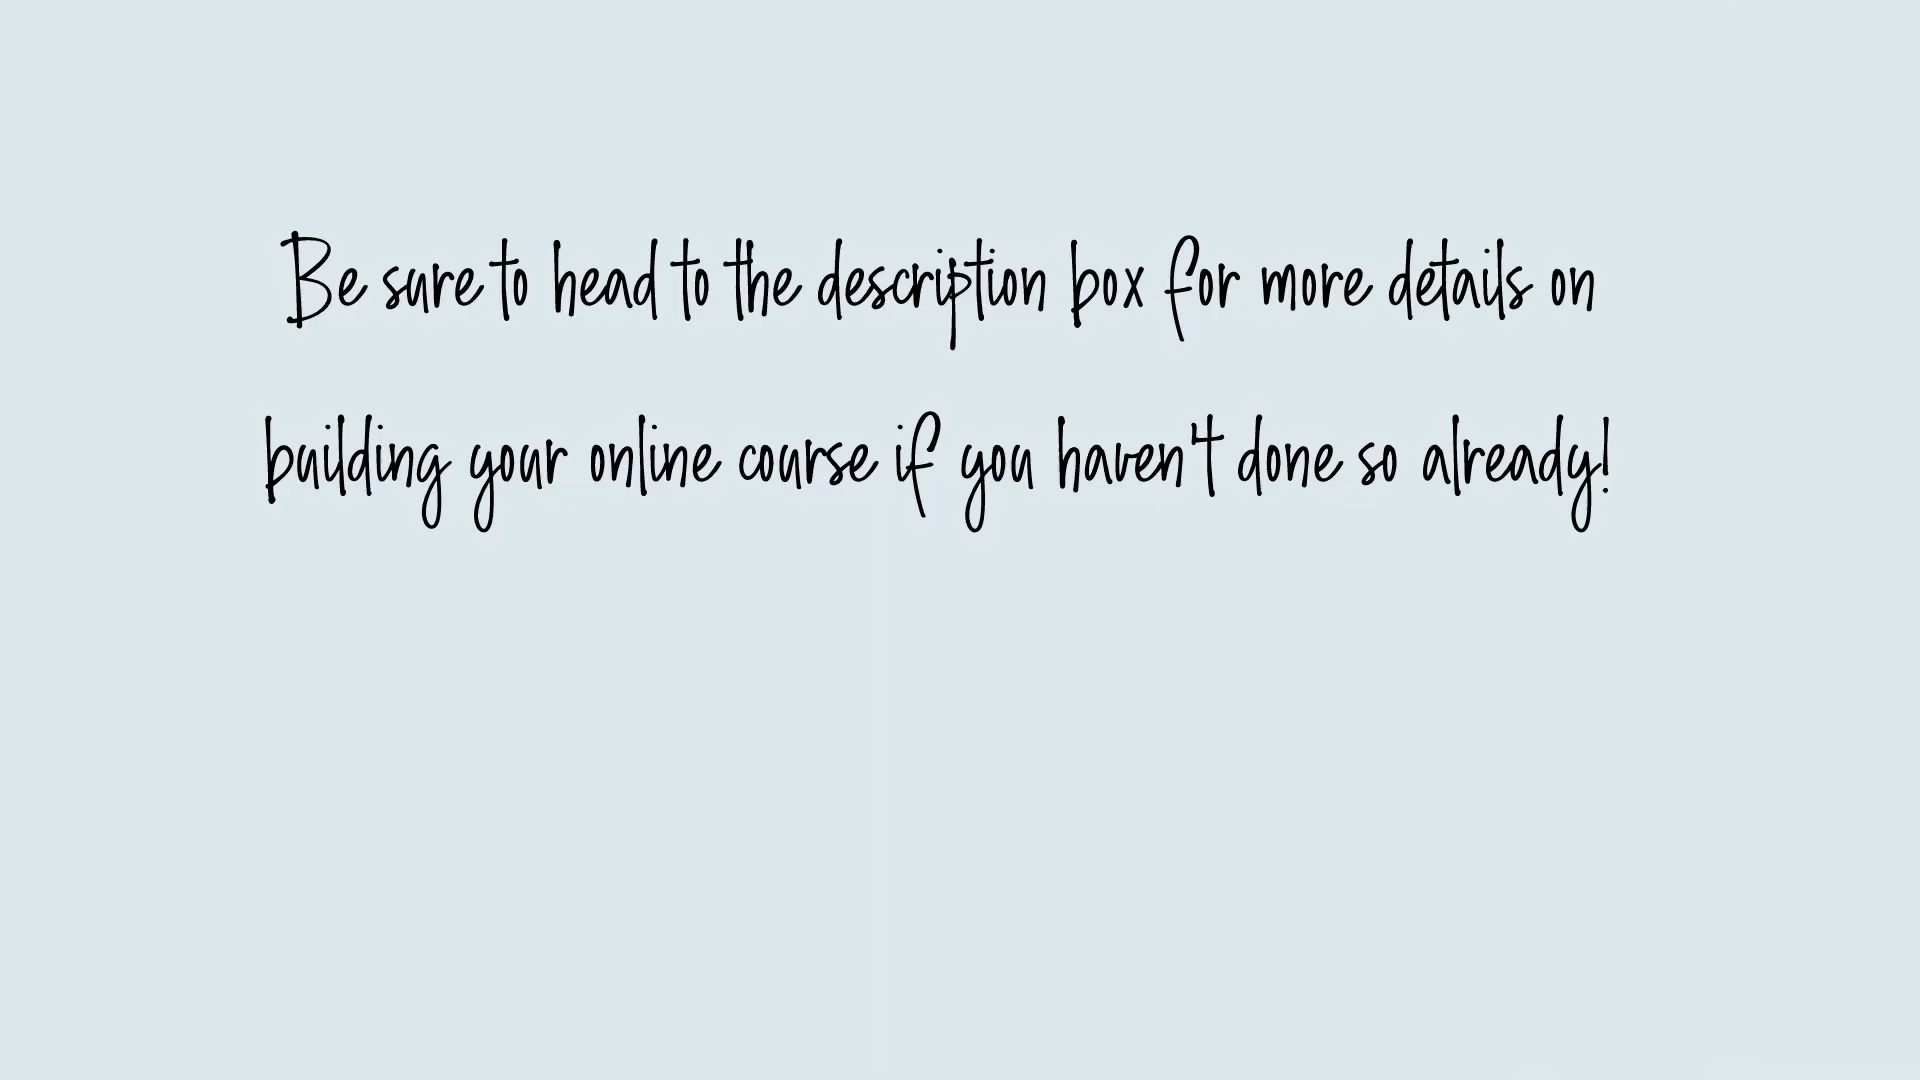 Be sure to head to the description box for more details on
building your online course if you haven't done so already!